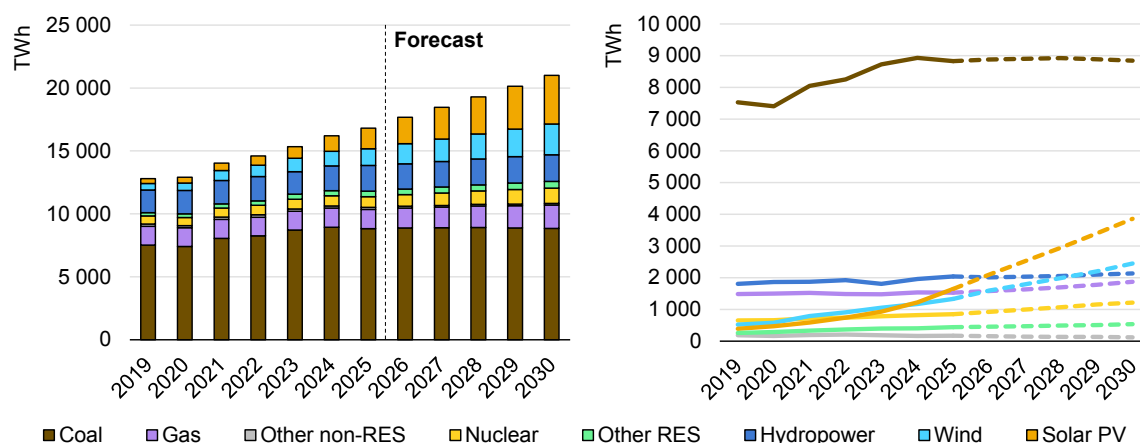 TWh
25 000
20 000
15 000
10 000
5 000
0
Forecast
2019 2020 2021 2022 2023 2024 2025 2026 2027 2028 2029 2030
TWh
10 000
9 000
8 000
7 000
6 000
5 000
4 000
3 000
2 000
1 000
0
2019 2020 2021 2022 2023 2024 2025 2026 2027 2028 2029 2030
Coal Gas Other non-RES Nuclear Other RES Hydropower Wind Solar PV